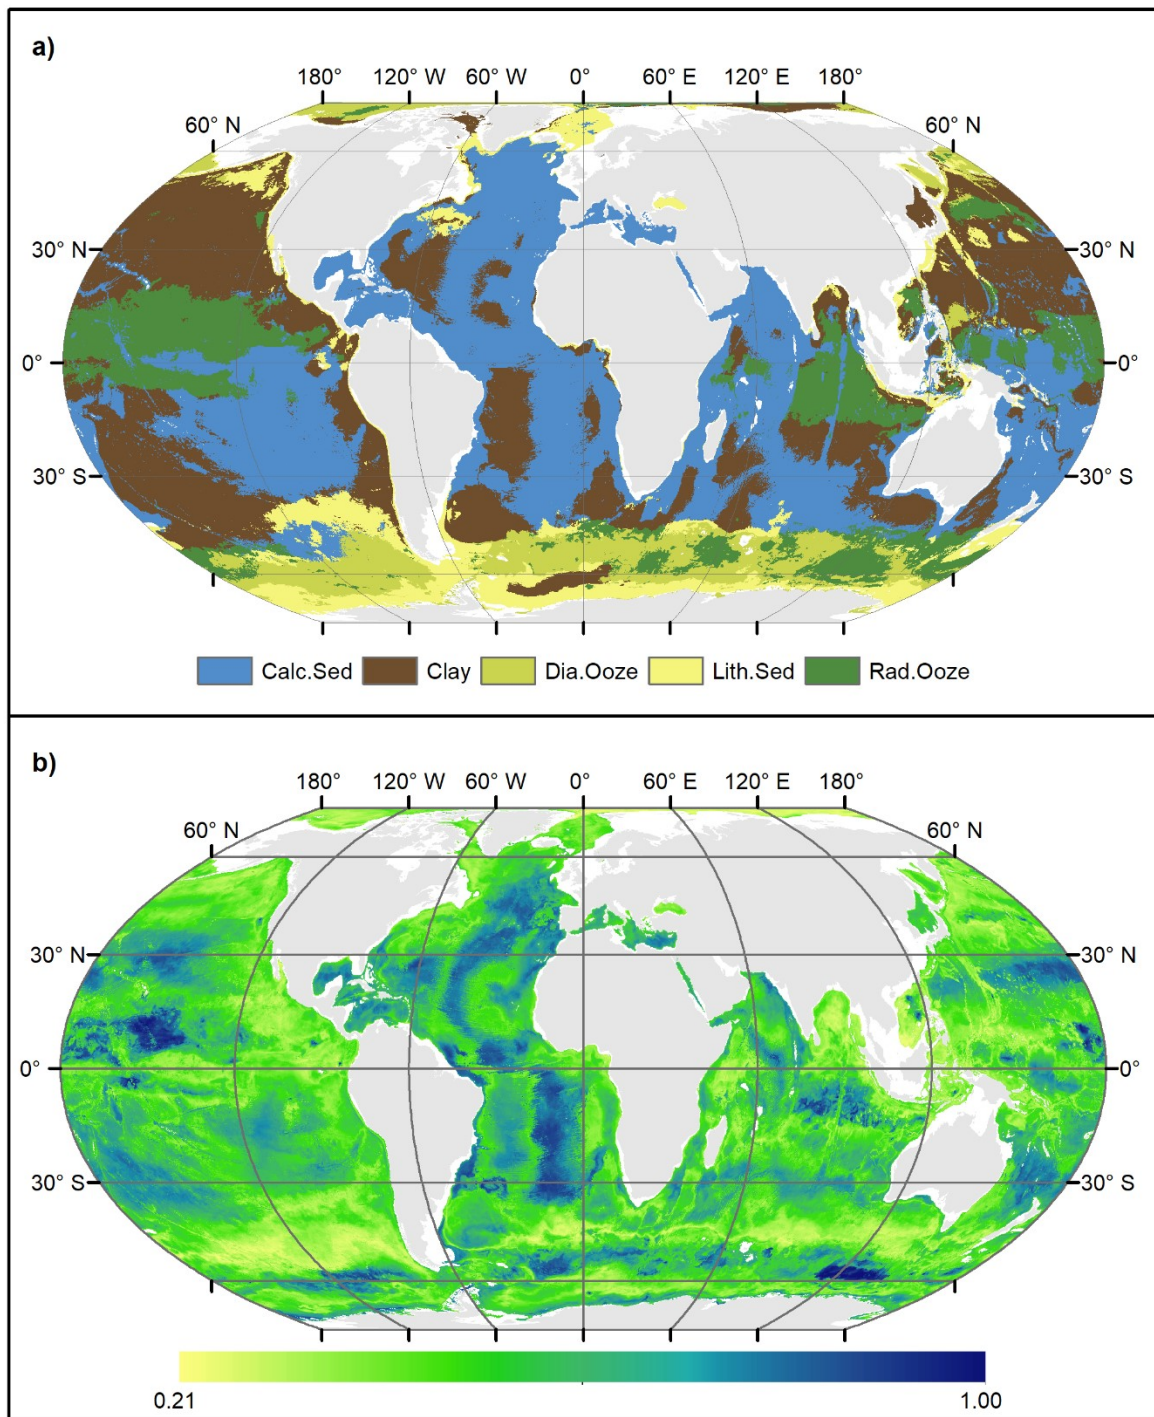 a)
180° 120° W 60° W 0° 60° E 120° E 180°
60° N 60° N
30° N 30° N
0° 0°
30° S 30° S
Calc.Sed Clay Dia.Ooze Lith.Sed Rad.Ooze
b)
180° 120° W 60° W 0° 60° E 120° E 180°
60° N 60° N
30° N 30° N
0° 0°
30° S 30° S
0.21 1.00